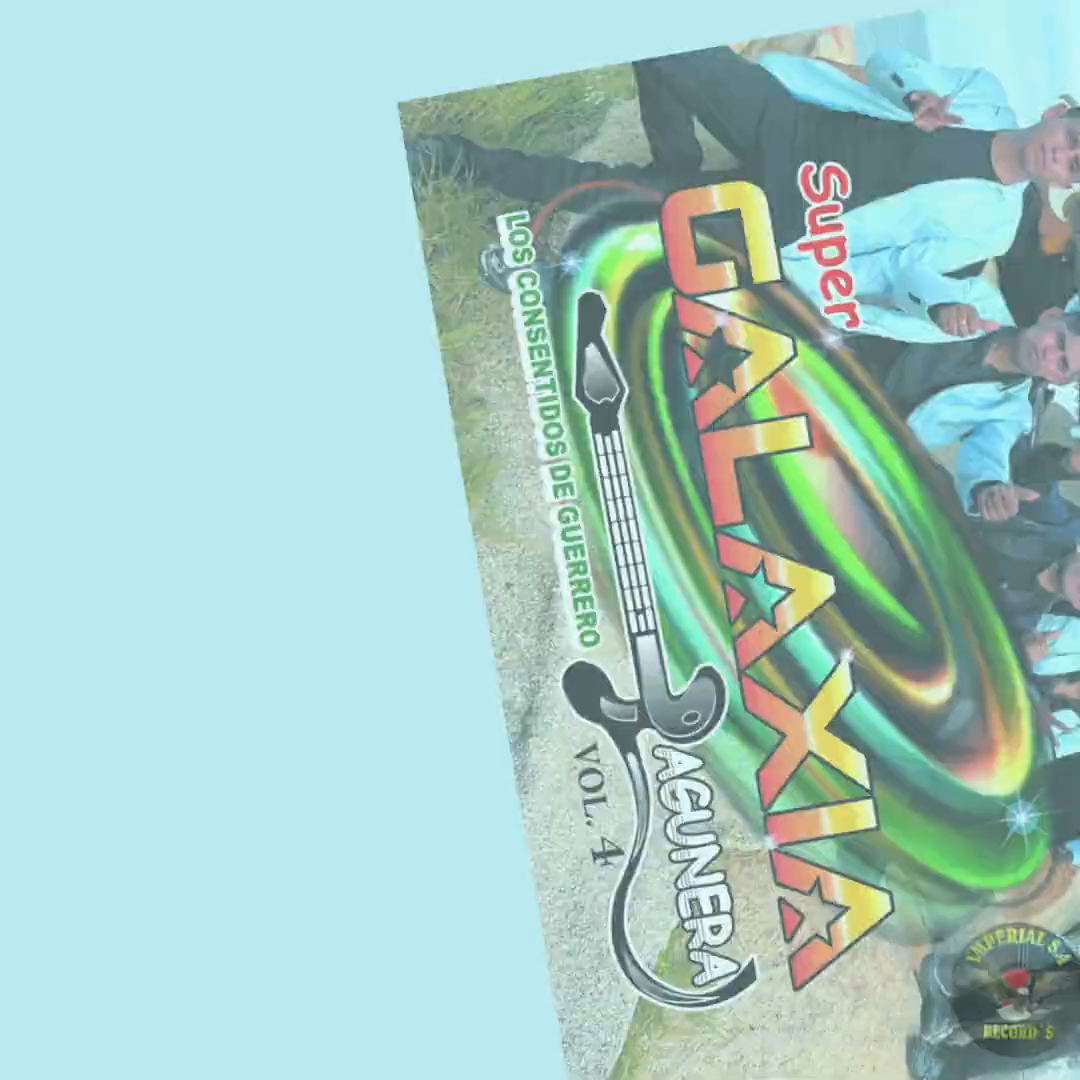 Super
GALAXIA
LAGUNERA
LOS CONSENTIDOS DE GUERRERO
VOL. 4
IMPERIAL S.A
RECORD`S